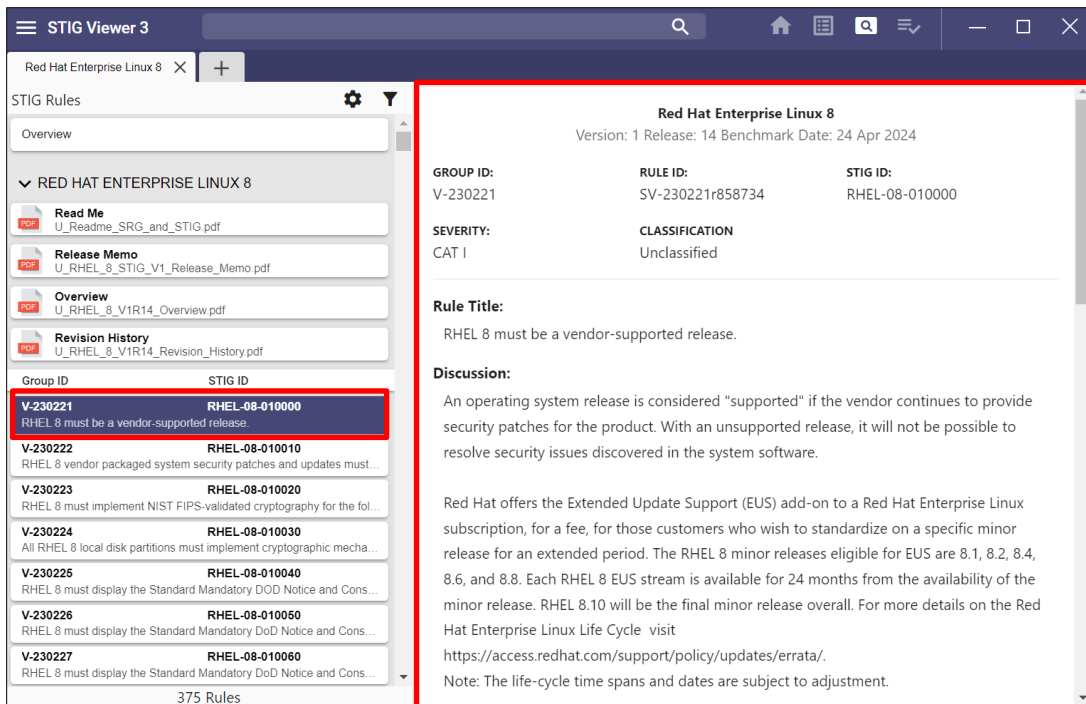 STIG Viewer 3
Red Hat Enterprise Linux 8
STIG Rules
Overview
RED HAT ENTERPRISE LINUX 8
PDF
Read Me
U_Readme_SRG_and_STIG.pdf
PDF
Release Memo
U_RHEL_8_STIG_V1_Release_Memo.pdf
PDF
Overview
U_RHEL_8_V1R14_Overview.pdf
PDF
Revision History
U_RHEL_8_V1R14_Revision_History.pdf
Group ID STIG ID
V-230221 RHEL-08-010000
RHEL 8 must be a vendor-supported release.
V-230222 RHEL-08-010010
RHEL 8 vendor packaged system security patches and updates must...
V-230223 RHEL-08-010020
RHEL 8 must implement NIST FIPS-validated cryptography for the fol...
V-230224 RHEL-08-010030
All RHEL 8 local disk partitions must implement cryptographic mecha...
V-230225 RHEL-08-010040
RHEL 8 must display the Standard Mandatory DOD Notice and Cons...
V-230226 RHEL-08-010050
RHEL 8 must display the Standard Mandatory DoD Notice and Cons...
V-230227 RHEL-08-010060
RHEL 8 must display the Standard Mandatory DoD Notice and Cons...
375 Rules
Red Hat Enterprise Linux 8
Version: 1 Release: 14 Benchmark Date: 24 Apr 2024
GROUP ID: RULE ID: STIG ID:
V-230221 SV-230221r858734 RHEL-08-010000
SEVERITY: CLASSIFICATION
CAT I Unclassified
Rule Title:
RHEL 8 must be a vendor-supported release.
Discussion:
An operating system release is considered "supported" if the vendor continues to provide
security patches for the product. With an unsupported release, it will not be possible to
resolve security issues discovered in the system software.
Red Hat offers the Extended Update Support (EUS) add-on to a Red Hat Enterprise Linux
subscription, for a fee, for those customers who wish to standardize on a specific minor
release for an extended period. The RHEL 8 minor releases eligible for EUS are 8.1, 8.2, 8.4,
8.6, and 8.8. Each RHEL 8 EUS stream is available for 24 months from the availability of the
minor release. RHEL 8.10 will be the final minor release overall. For more details on the Red
Hat Enterprise Linux Life Cycle visit
https://access.redhat.com/support/policy/updates/errata/.
Note: The life-cycle time spans and dates are subject to adjustment.